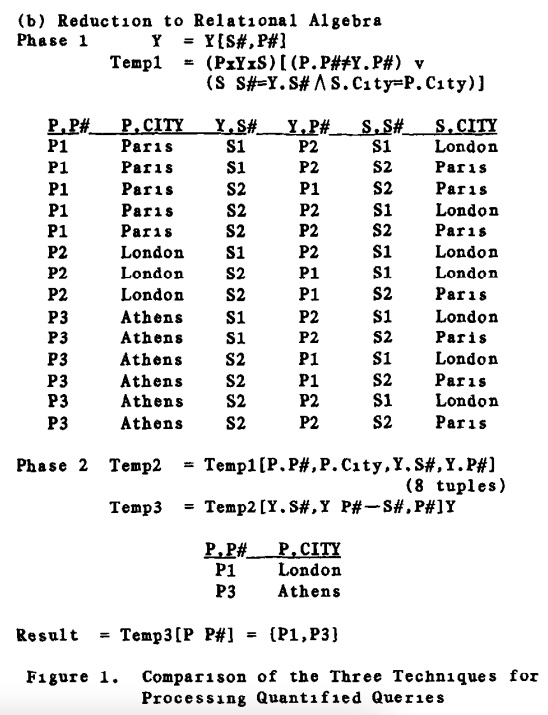 (b) Reduction to Relational Algebra
Phase 1 Y = Y[S#,P#]
Temp1 = (PxYxS)[(P.P#≠Y.P#) v
(S S#=Y.S# ∧ S.City=P.City)]
P.P# P.CITY Y.S# Y.P# S.S# S.CITY
P1 Paris S1 P2 S1 London
P1 Paris S1 P2 S2 Paris
P1 Paris S2 P1 S2 Paris
P1 Paris S2 P2 S1 London
P1 Paris S2 P2 S2 Paris
P2 London S1 P2 S1 London
P2 London S2 P1 S1 London
P2 London S2 P1 S2 Paris
P3 Athens S1 P2 S1 London
P3 Athens S1 P2 S2 Paris
P3 Athens S2 P1 S1 London
P3 Athens S2 P1 S2 Paris
P3 Athens S2 P2 S1 London
P3 Athens S2 P2 S2 Paris
Phase 2 Temp2 = Temp1[P.P#,P.City,Y.S#,Y.P#]
(8 tuples)
Temp3 = Temp2[Y.S#,Y P#—S#,P#]Y
P.P# P.CITY
P1 London
P3 Athens
Result = Temp3[P P#] = {P1,P3}
Figure 1. Comparison of the Three Techniques for
Processing Quantified Queries